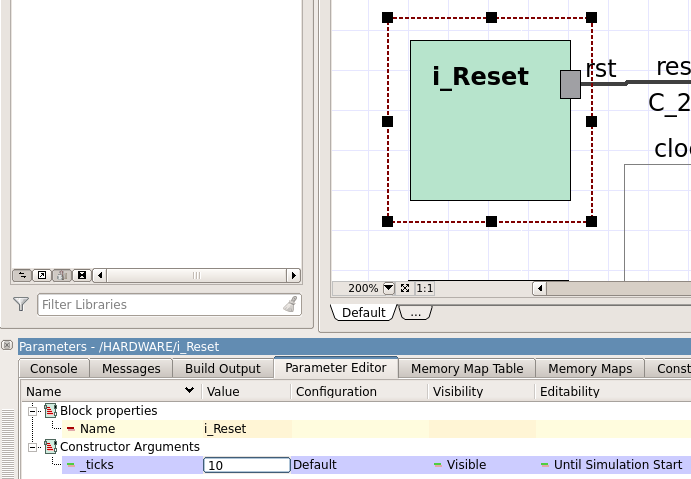 i_Reset
rst
res
C_2
cloc
200%
1:1
Filter Libraries
Default
...
Parameters - /HARDWARE/i_Reset
Console
Messages
Build Output
Parameter Editor
Memory Map Table
Memory Maps
Const
Name
Value
Configuration
Visibility
Editability
Block properties
Name
i_Reset
Constructor Arguments
_ticks
10
Default
Visible
Until Simulation Start